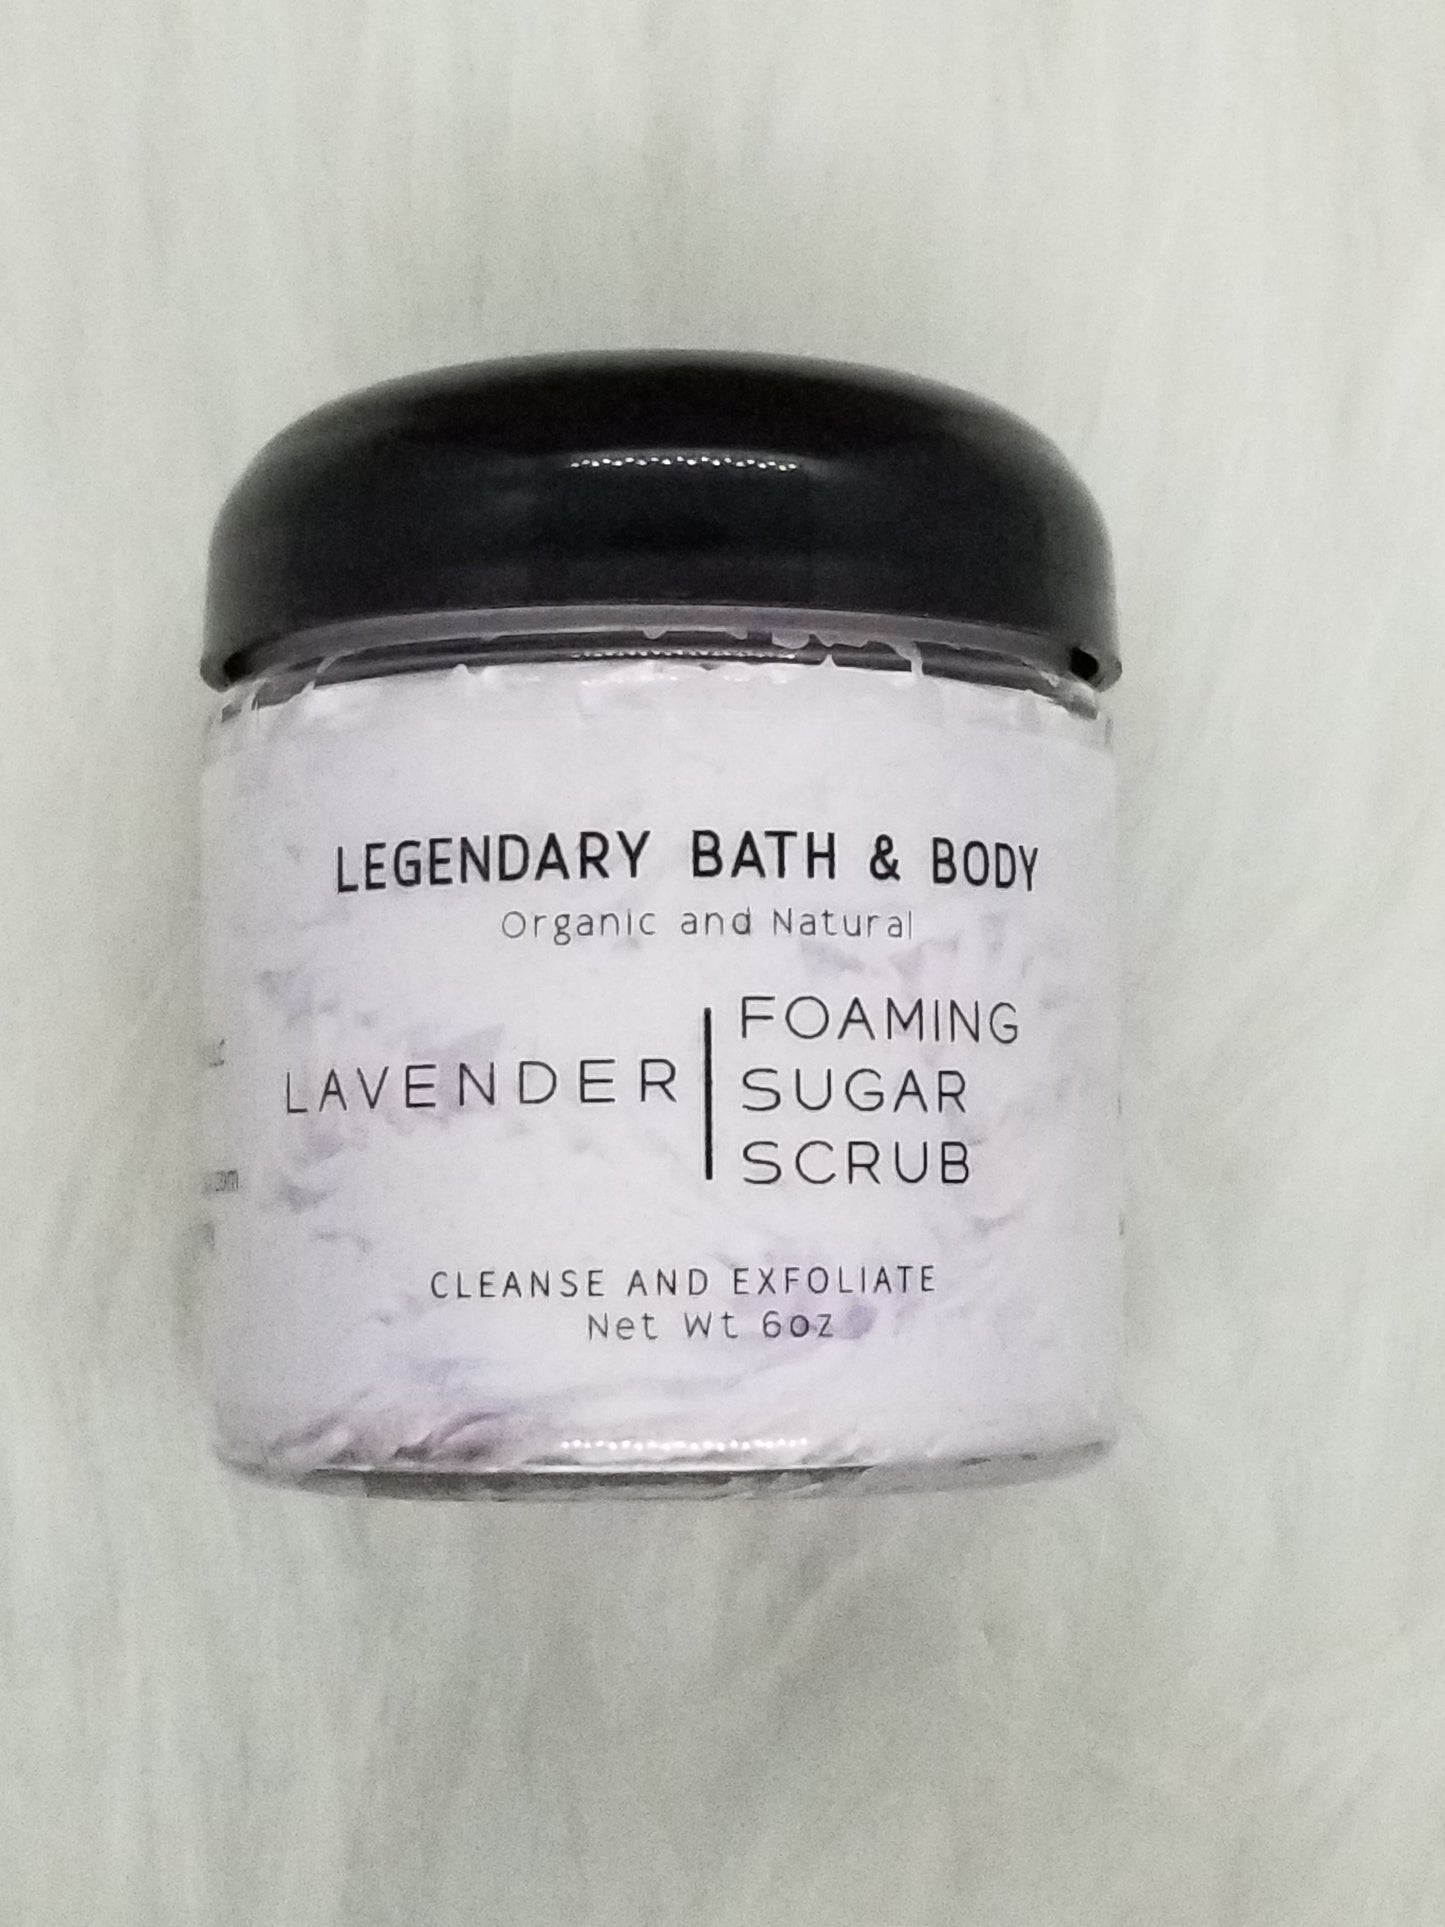 LEGENDARY BATH & BODY
Organic and Natural
LAVENDER
FOAMING
SUGAR
SCRUB
CLEANSE AND EXFOLIATE
Net Wt 6oz